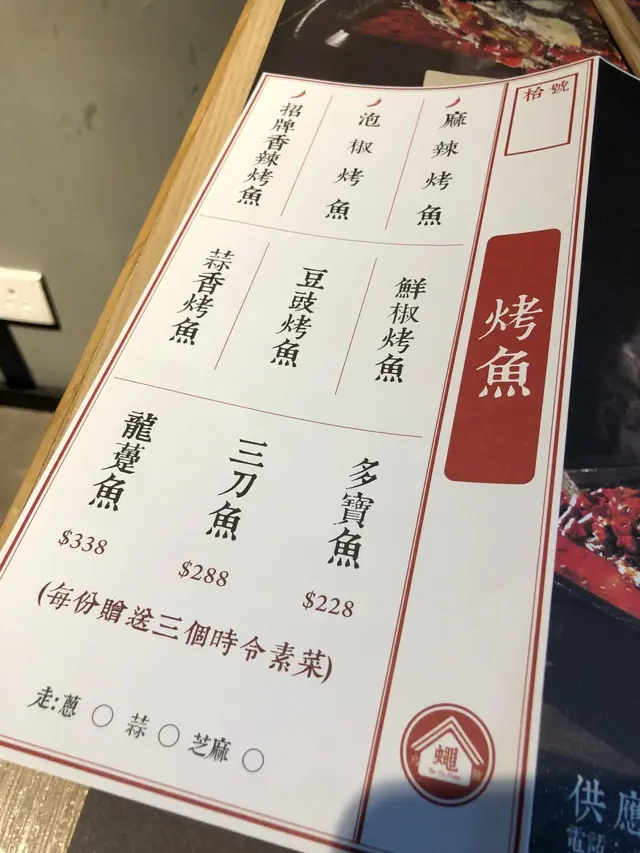 枱號
烤魚
麻辣烤魚
泡椒烤魚
招牌香辣烤魚
鮮椒烤魚
豆豉烤魚
蒜香烤魚
多寶魚
$228
三刀魚
$288
龍躉魚
$338
(每份贈送三個時令素菜)
走:蔥 ○ 蒜 ○ 芝麻 ○
蠅
供應
電話: